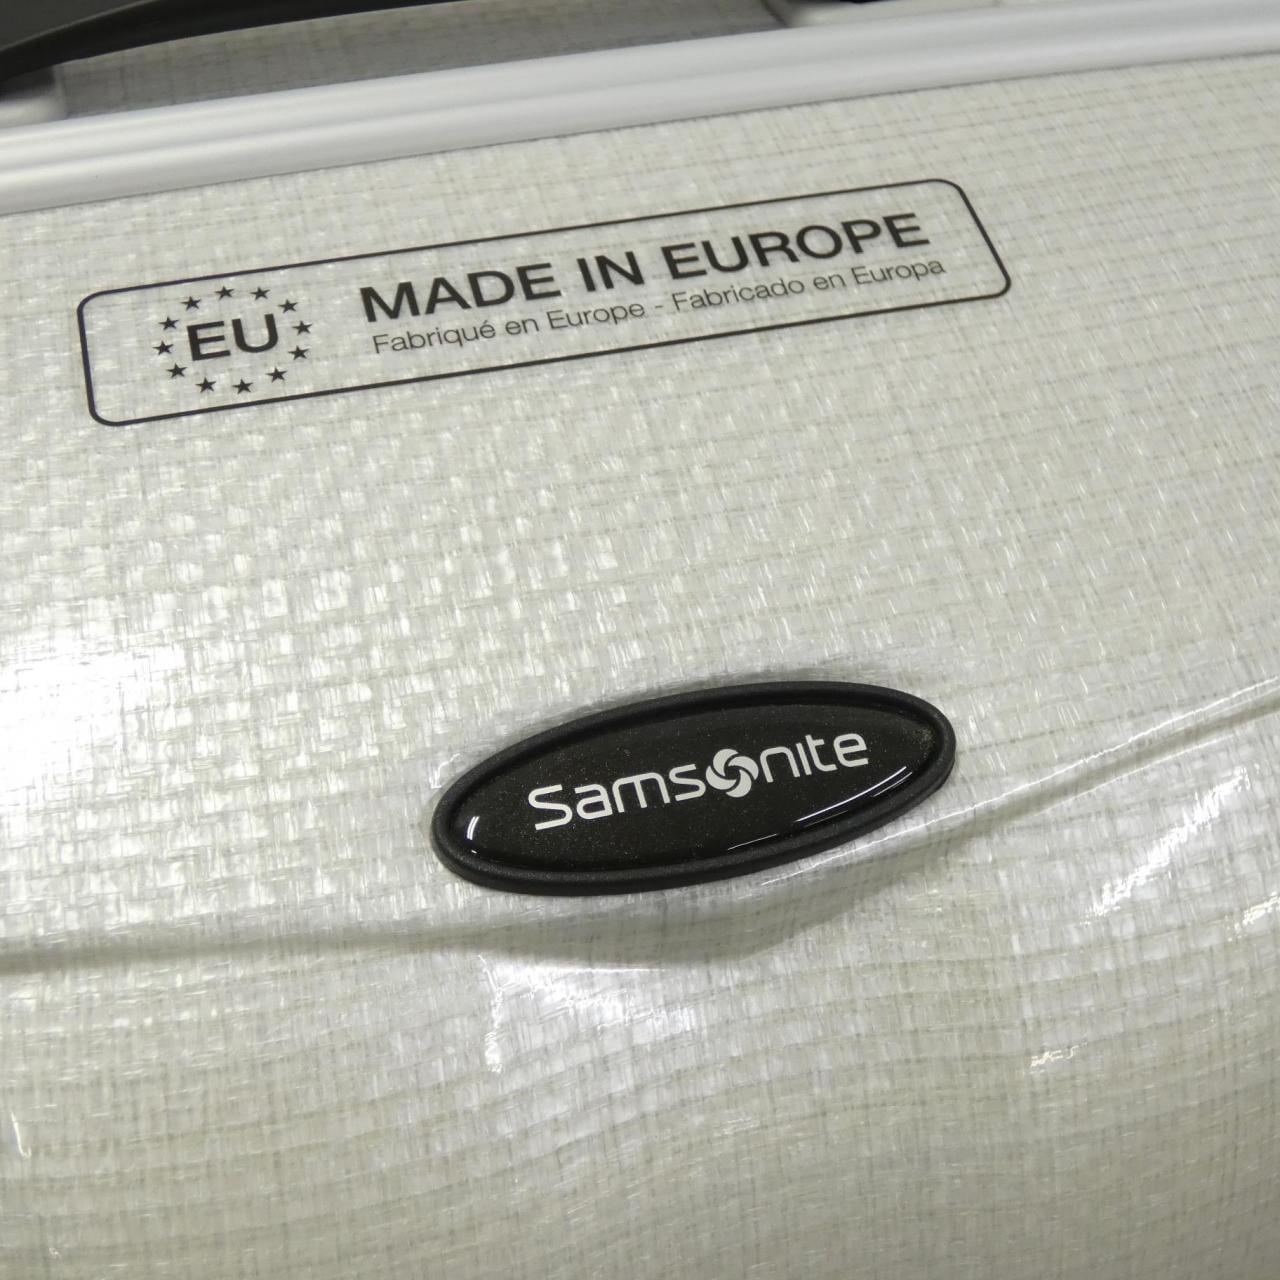 EU
MADE IN EUROPE
Fabriqué en Europe - Fabricado en Europa
Samsonite